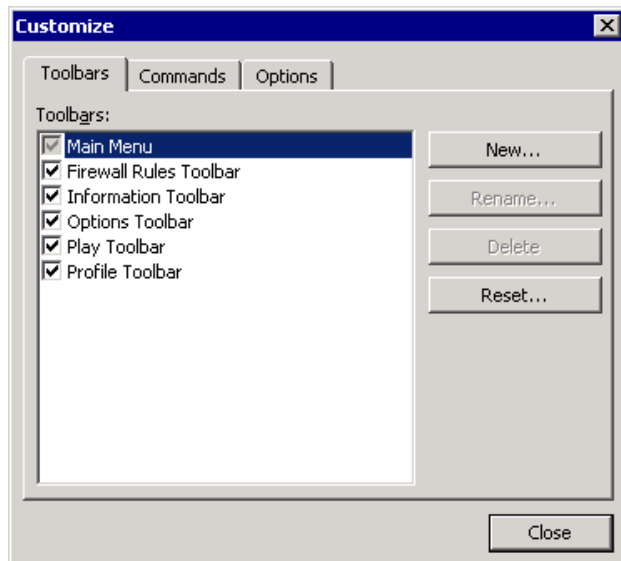 Customize
Toolbars Commands Options
Toolbars:
Main Menu
Firewall Rules Toolbar
Information Toolbar
Options Toolbar
Play Toolbar
Profile Toolbar
New...
Rename...
Delete
Reset...
Close